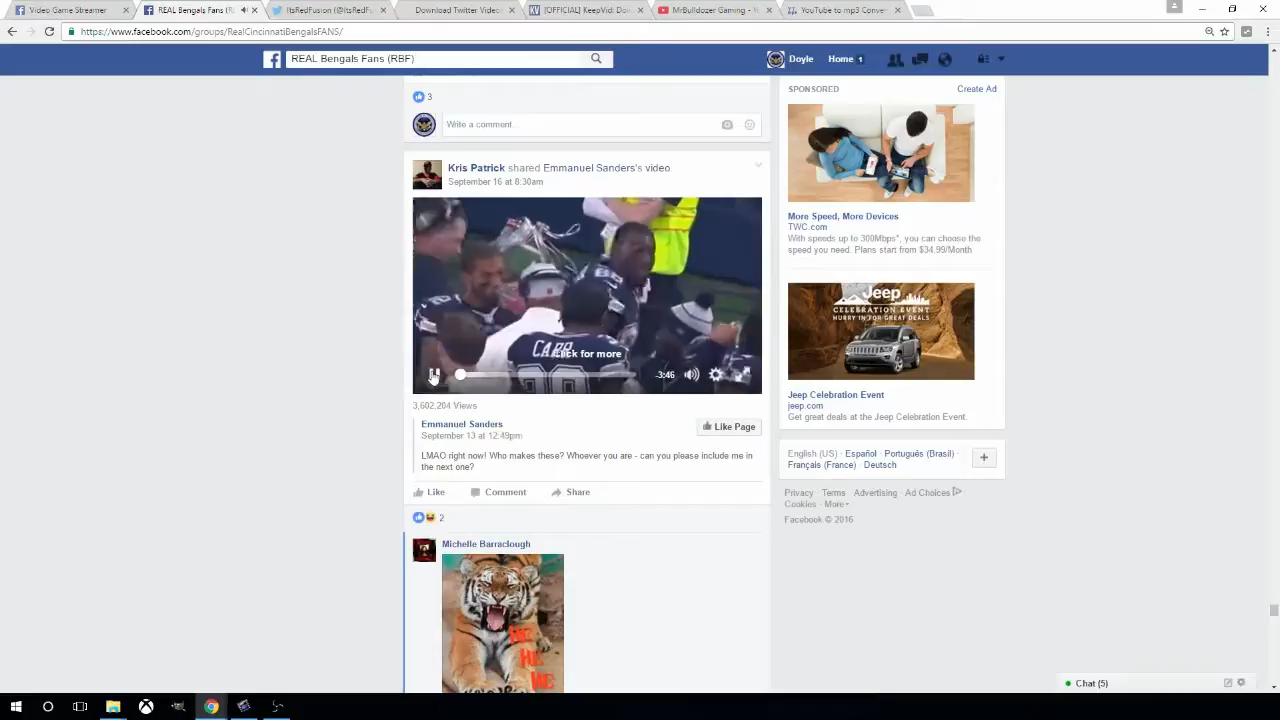 Video Game Streamer
REAL Bengals Fans (R
ItsRedFusion (@ItsRedFu
Download Twitter Video
[OFFICIAL] KeepVid: Dow
MrBulldozer Gaming -
YouTube to mp3 Conver
https://www.facebook.com/groups/RealCincinnatiBengalsFANS/
REAL Bengals Fans (RBF)
Doyle
Home 1
3
Write a comment...
Kris Patrick shared Emmanuel Sanders's video
September 16 at 8:30am
CARR
Click for more
-3:46
3,602,204 Views
Emmanuel Sanders
September 13 at 12:49pm
Like Page
LMAO right now! Who makes these? Whoever you are - can you please include me in
the next one?
Like Comment Share
2
Michelle Barraclough
SPONSORED
Create Ad
More Speed, More Devices
TWC.com
With speeds up to 300Mbps*, you can choose the
speed you need. Plans start from $34.99/Month
Jeep
CELEBRATION EVENT
HURRY IN FOR GREAT DEALS
Jeep Celebration Event
jeep.com
Get great deals at the Jeep Celebration Event.
English (US) · Español · Português (Brasil) ·
Français (France) · Deutsch
Privacy · Terms · Advertising · Ad Choices
Cookies · More
Facebook © 2016
Chat (5)